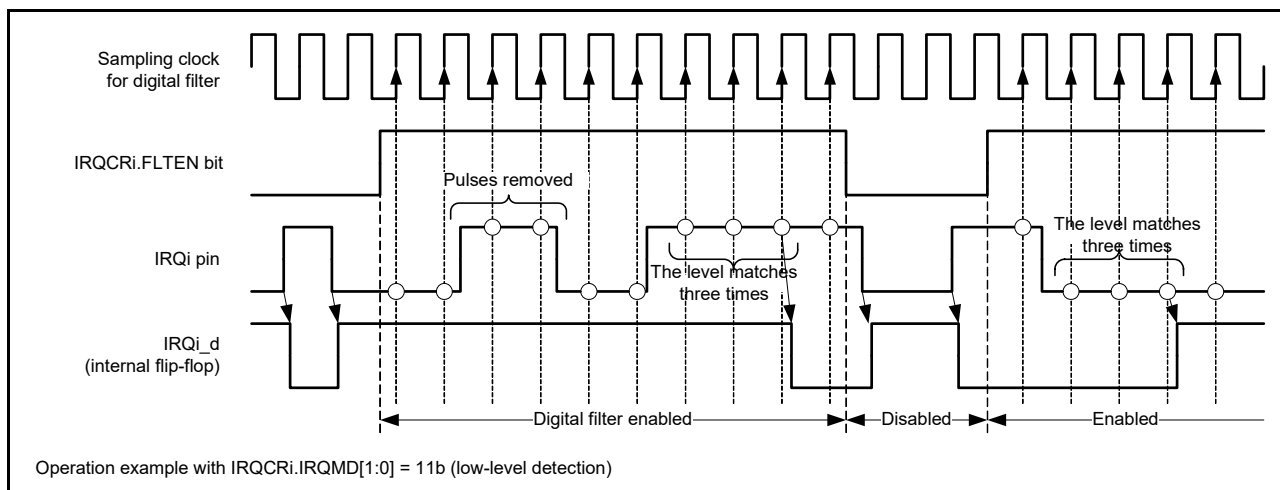 Sampling clock
for digital filter
IRQCRi.FLTEN bit
Pulses removed
IRQi pin
The level matches
three times
The level matches
three times
IRQi_d
(internal flip-flop)
Digital filter enabled
Disabled
Enabled
Operation example with IRQCRi.IRQMD[1:0] = 11b (low-level detection)